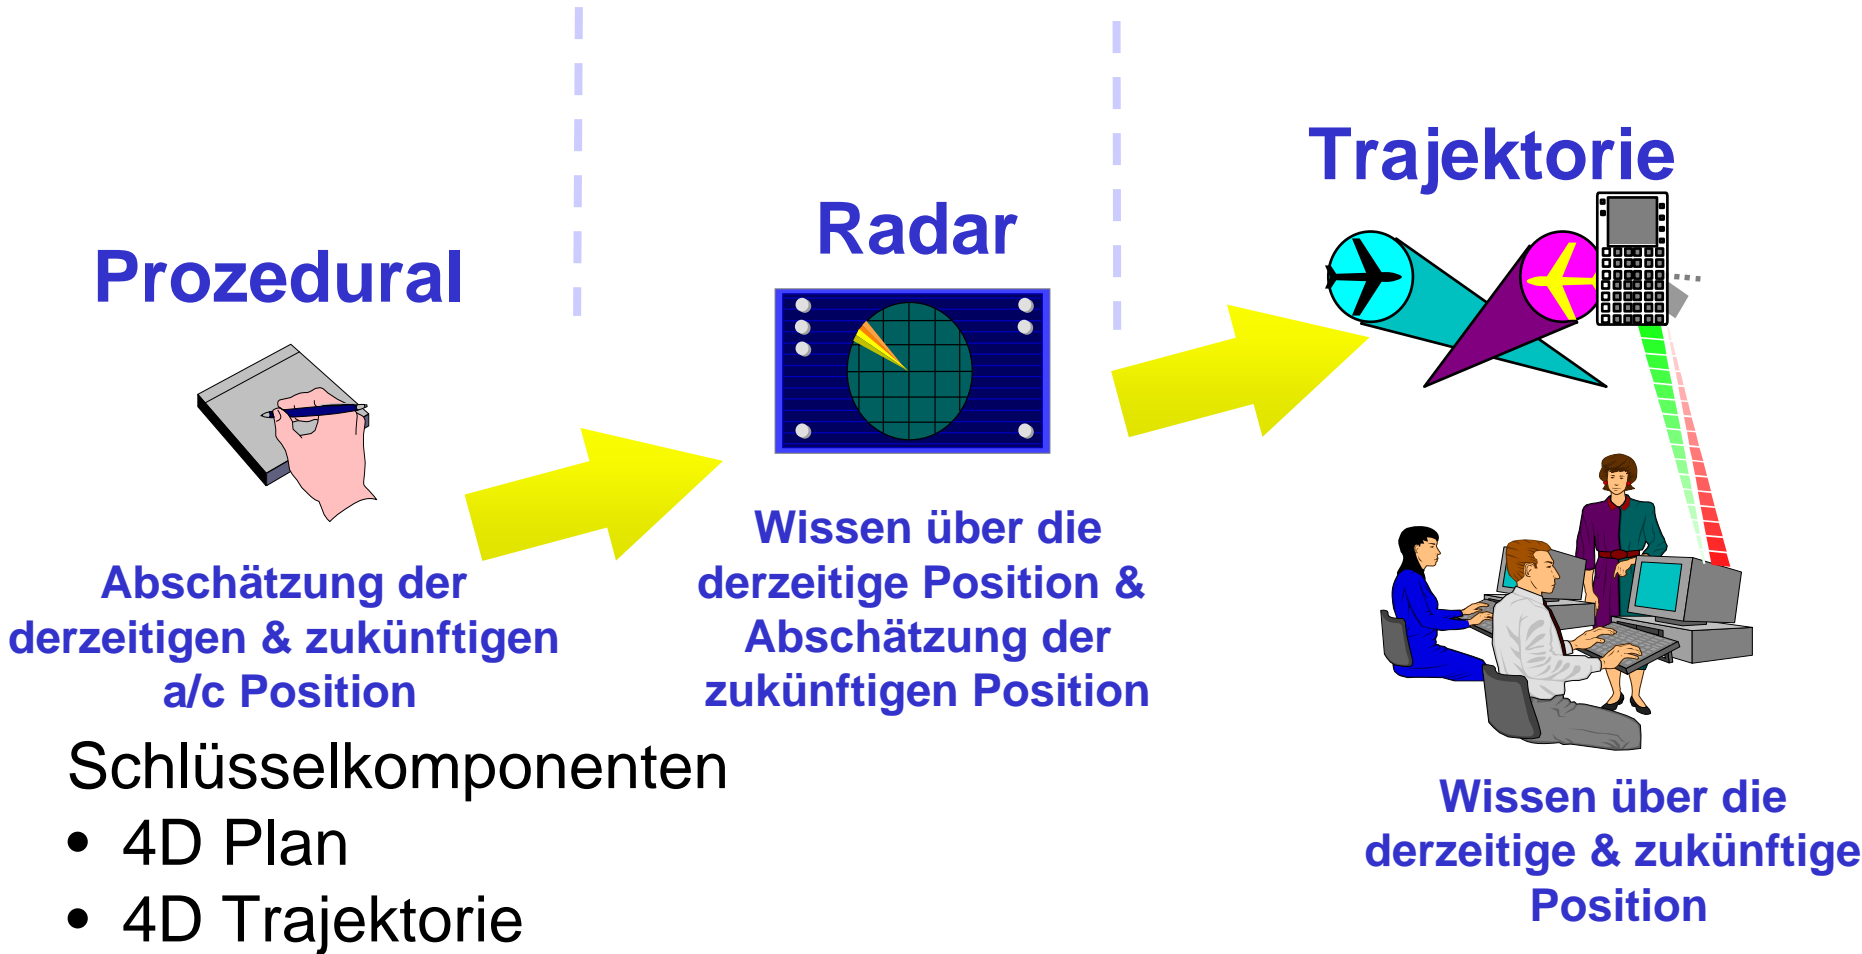 Prozedural
Abschätzung der
derzeitigen & zukünftigen
a/c Position
Radar
Wissen über die
derzeitige Position &
Abschätzung der
zukünftigen Position
Trajektorie
Wissen über die
derzeitige & zukünftige
Position
Schlüsselkomponenten
• 4D Plan
• 4D Trajektorie